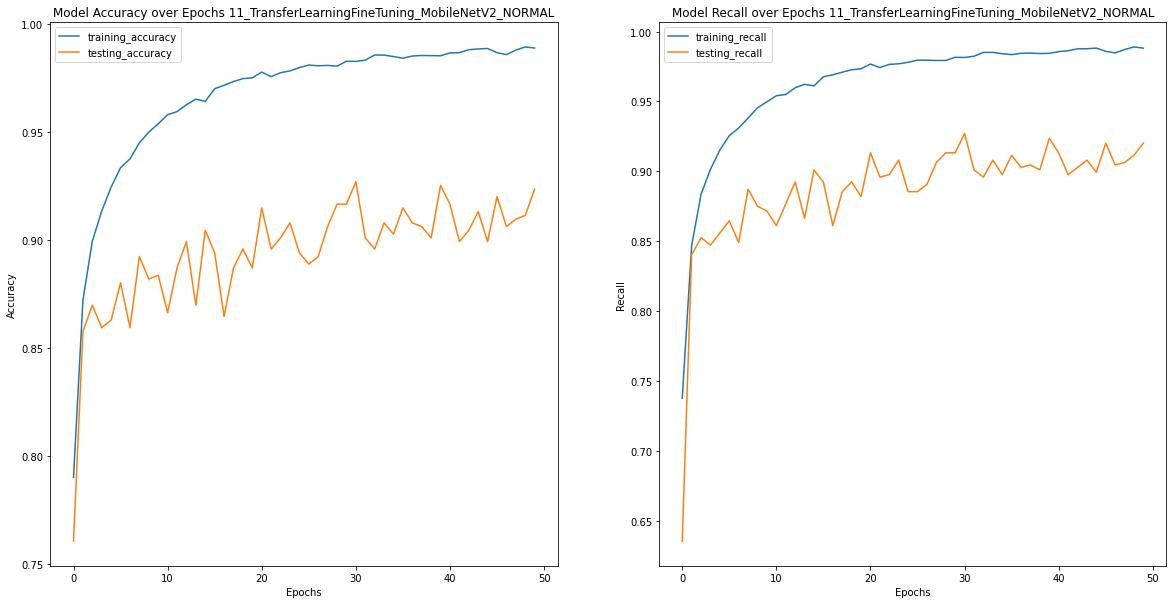 Model Accuracy over Epochs 11_TransferLearningFineTuning_MobileNetV2_NORMAL
training_accuracy
testing_accuracy
1.00
0.95
0.90
0.85
0.80
0.75
Accuracy
0 10 20 30 40 50
Epochs
Model Recall over Epochs 11_TransferLearningFineTuning_MobileNetV2_NORMAL
training_recall
testing_recall
1.00
0.95
0.90
0.85
0.80
0.75
0.70
0.65
Recall
0 10 20 30 40 50
Epochs